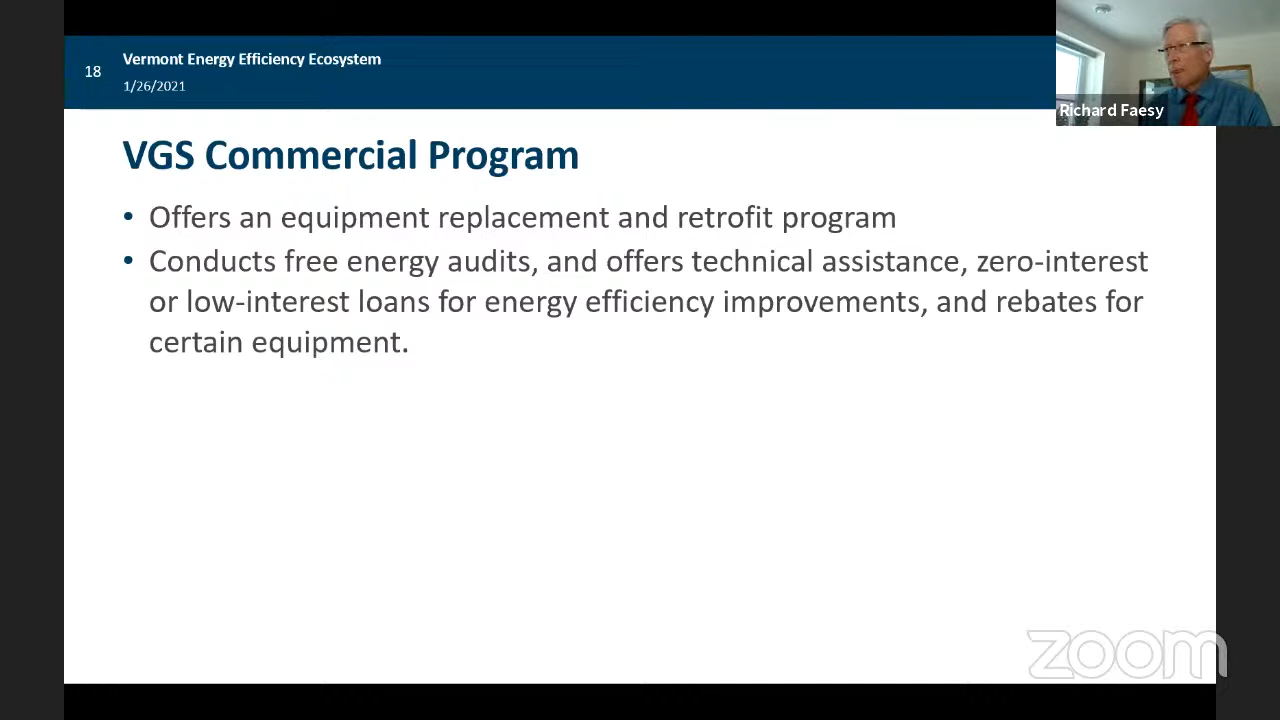 18
Vermont Energy Efficiency Ecosystem
1/26/2021
Richard Faesy
VGS Commercial Program
• Offers an equipment replacement and retrofit program
• Conducts free energy audits, and offers technical assistance, zero-interest
or low-interest loans for energy efficiency improvements, and rebates for
certain equipment.
zoom